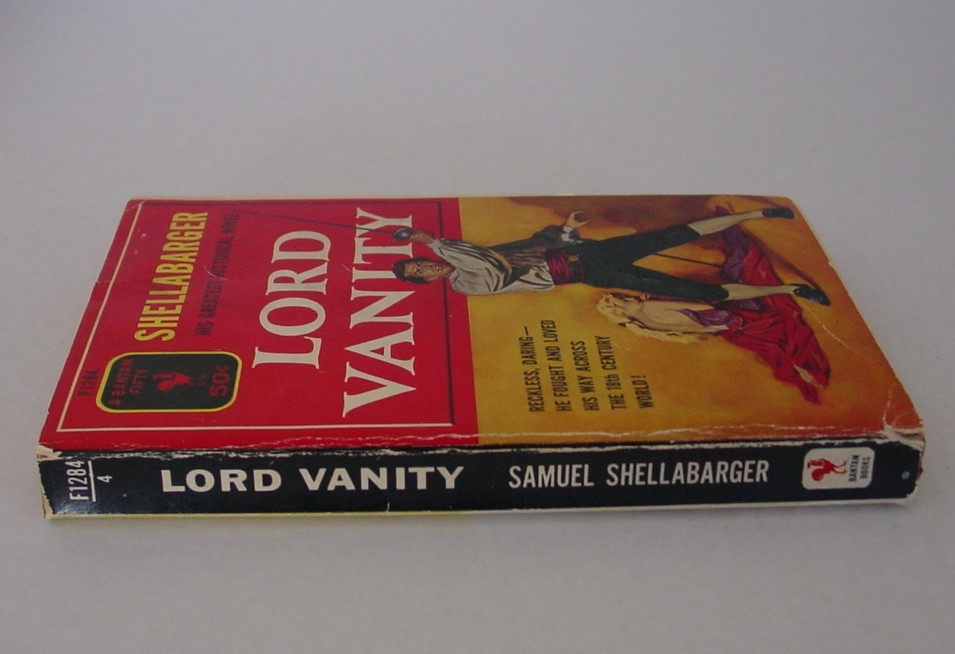 F1284
A BANTAM
FIFTY
50¢
SHELLABARGER
HIS GREATEST HISTORICAL NOVEL
LORD
VANITY
RECKLESS, DARING—
HE FOUGHT AND LOVED
HIS WAY ACROSS
THE 18th CENTURY
WORLD!
F1284
4
LORD VANITY
SAMUEL SHELLABARGER
BANTAM
BOOKS